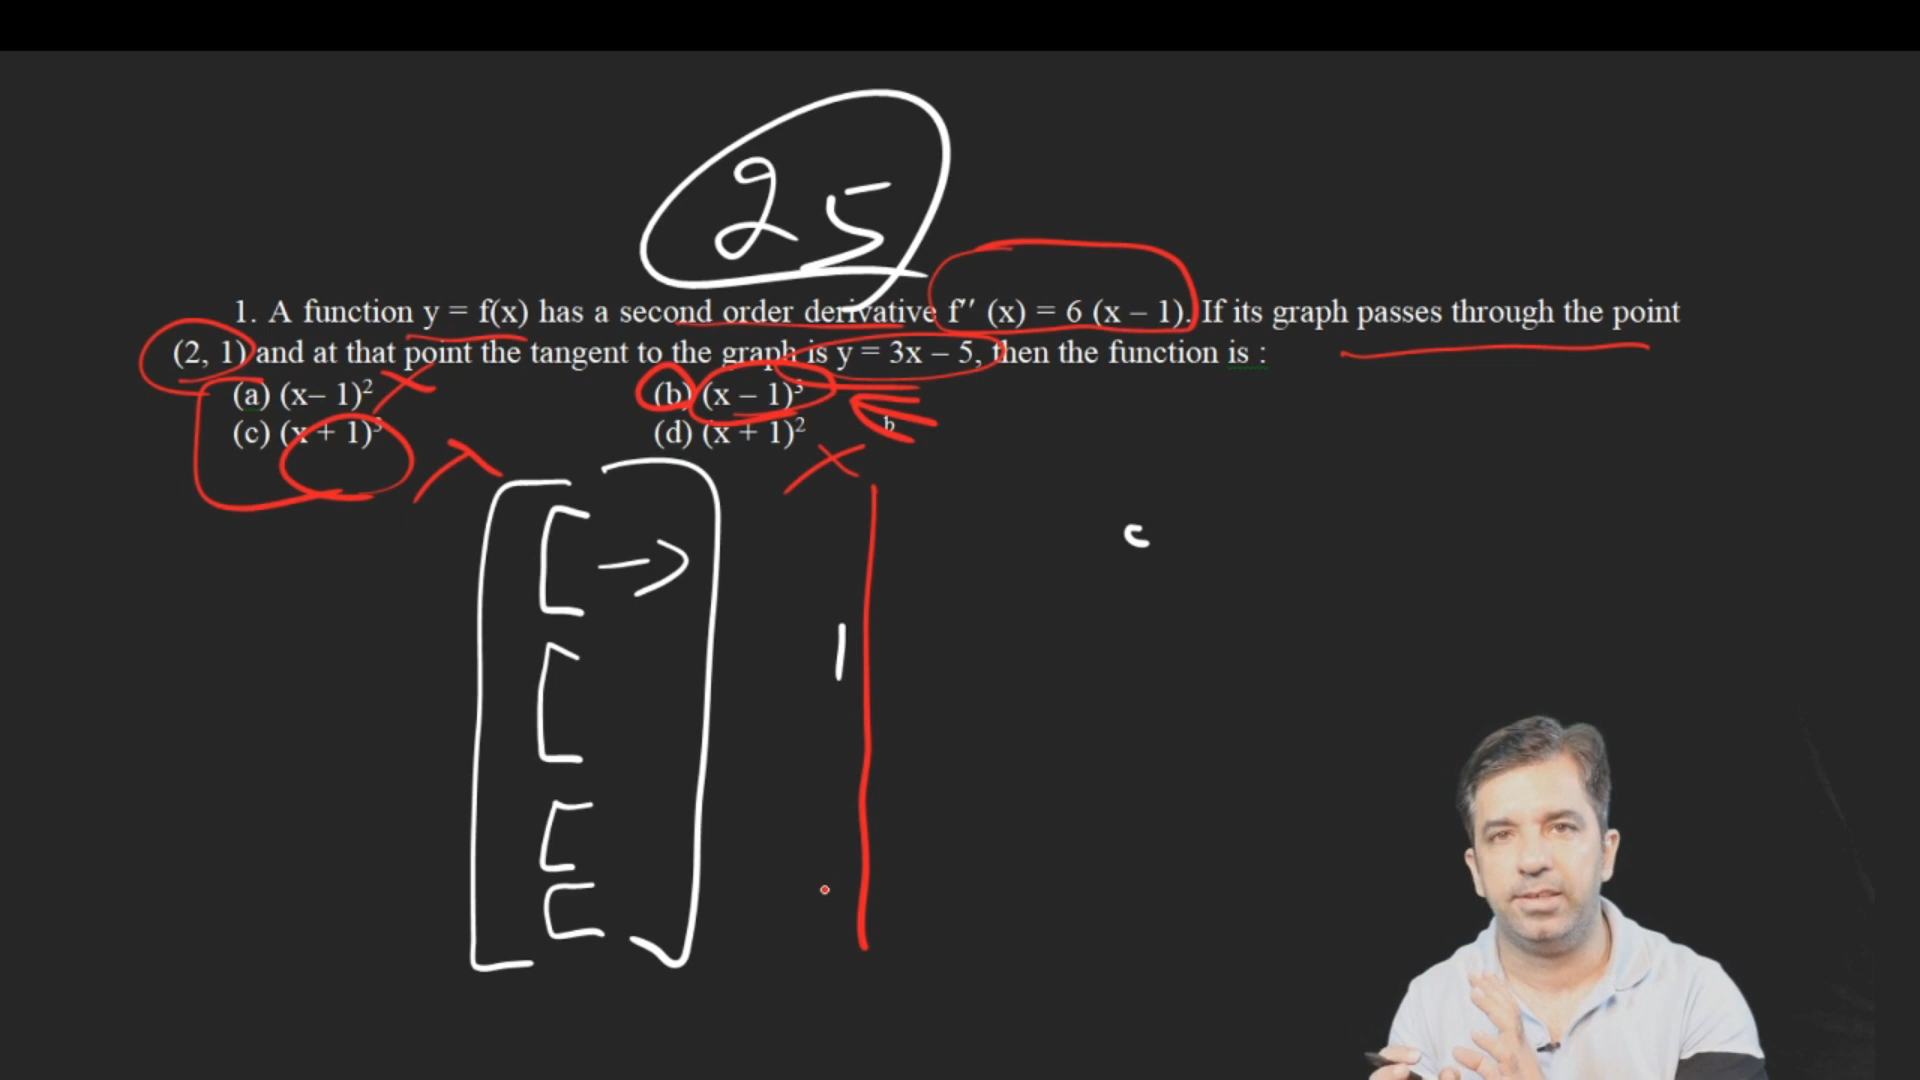 25
1. A function y = f(x) has a second order derivative f′′ (x) = 6 (x – 1). If its graph passes through the point
(2, 1) and at that point the tangent to the graph is y = 3x – 5, then the function is :
(a) (x– 1)² (b) (x – 1)³
(c) (x + 1)³ (d) (x + 1)² b